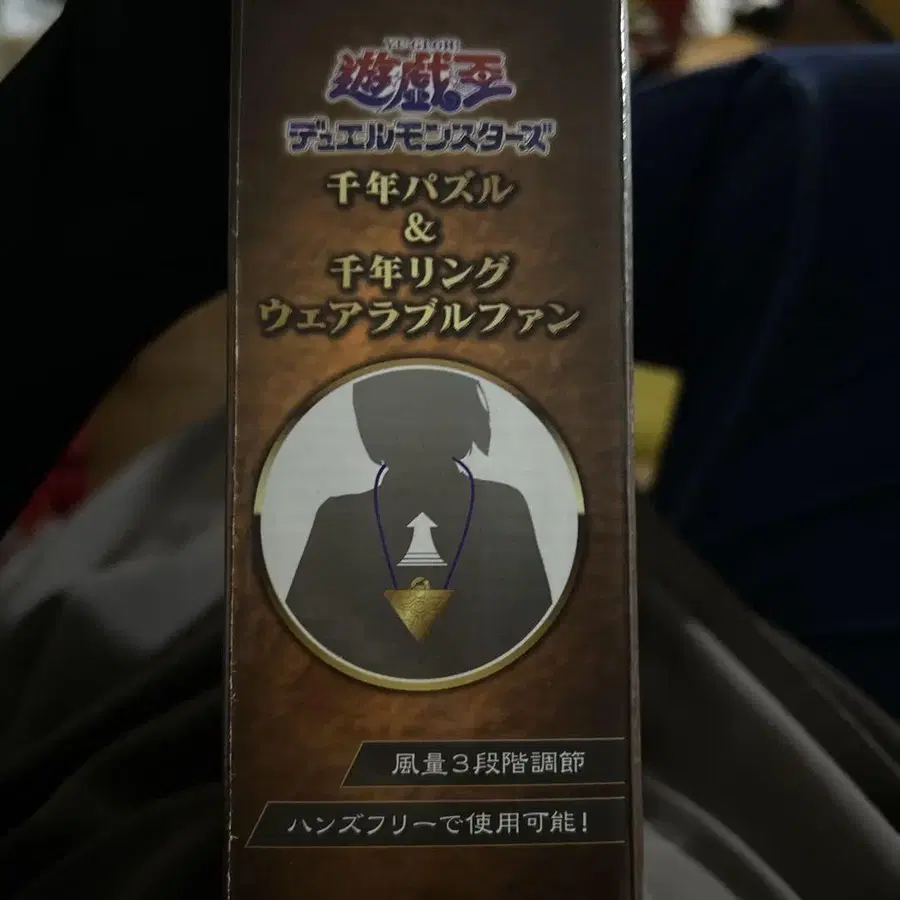 YU-GI-OH!
遊戯王
デュエルモンスターズ
千年パズル
&
千年リング
ウェアラブルファン
風量3段階調節
ハンズフリーで使用可能!